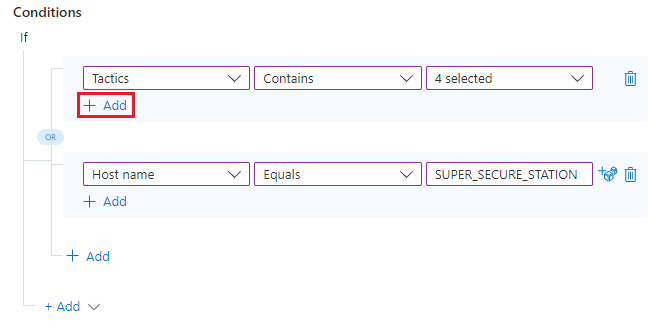 Conditions
If
Tactics Contains 4 selected
+ Add
OR
Host name Equals SUPER_SECURE_STATION
+ Add
+ Add
+ Add